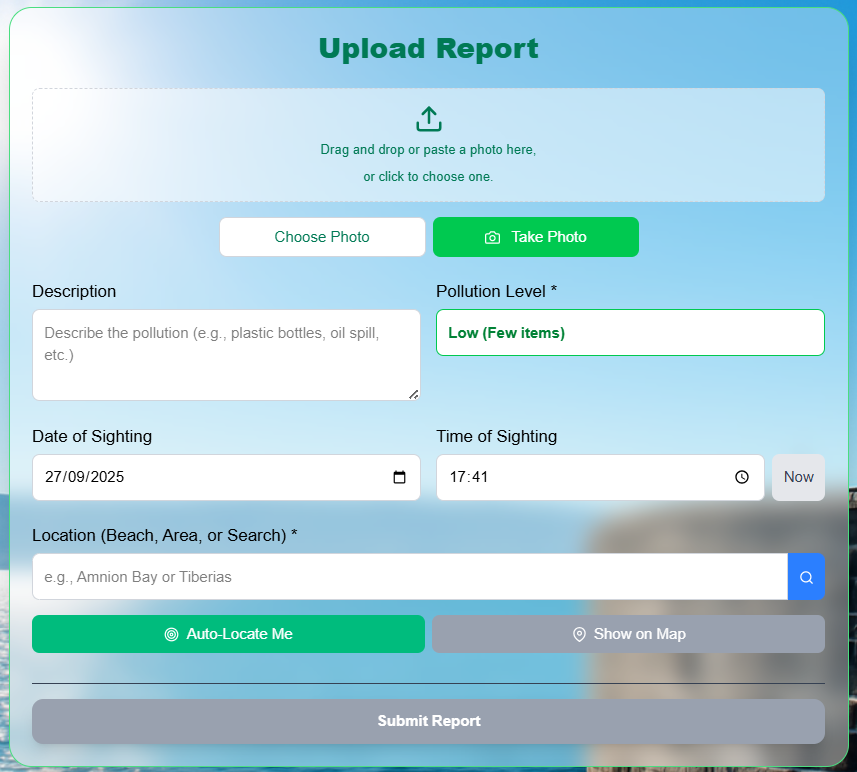 Upload Report
Drag and drop or paste a photo here,
or click to choose one.
Choose Photo
Take Photo
Description
Pollution Level *
Describe the pollution (e.g., plastic bottles, oil spill,
etc.)
Low (Few items)
Date of Sighting
Time of Sighting
27/09/2025
17:41
Now
Location (Beach, Area, or Search) *
e.g., Amnion Bay or Tiberias
Auto-Locate Me
Show on Map
Submit Report